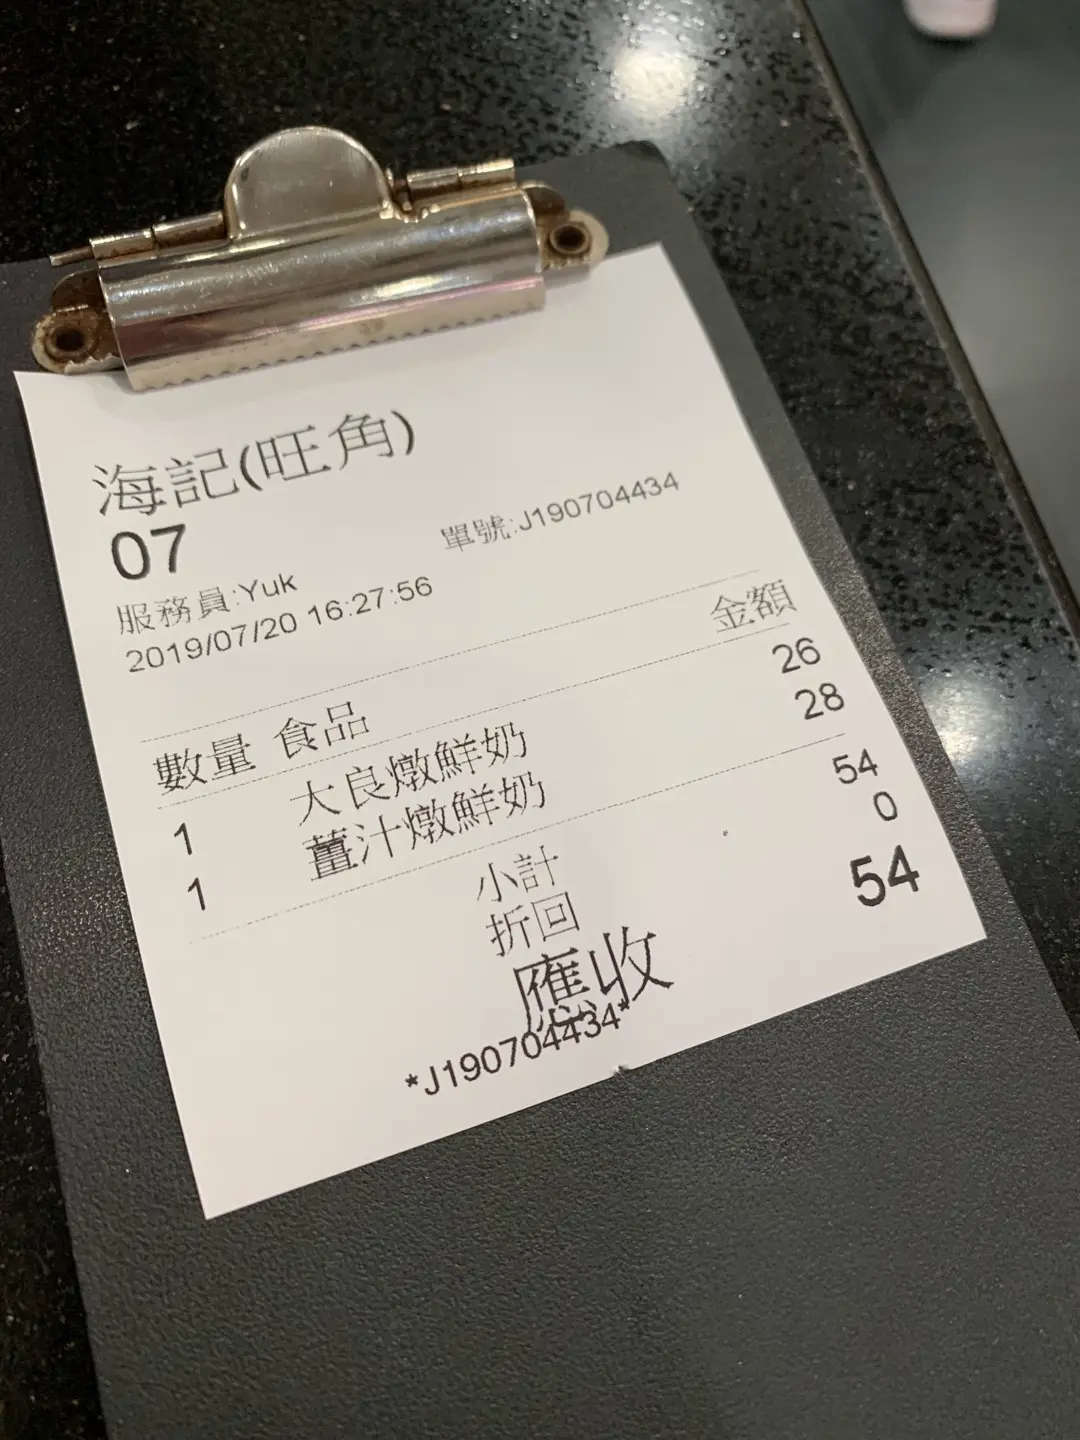 海記(旺角)
07
單號:J190704434
服務員:Yuk
2019/07/20 16:27:56
數量 食品 金額
1 大良燉鮮奶 26
1 薑汁燉鮮奶 28
小計 54
折回 0
應收 54
*J190704434*